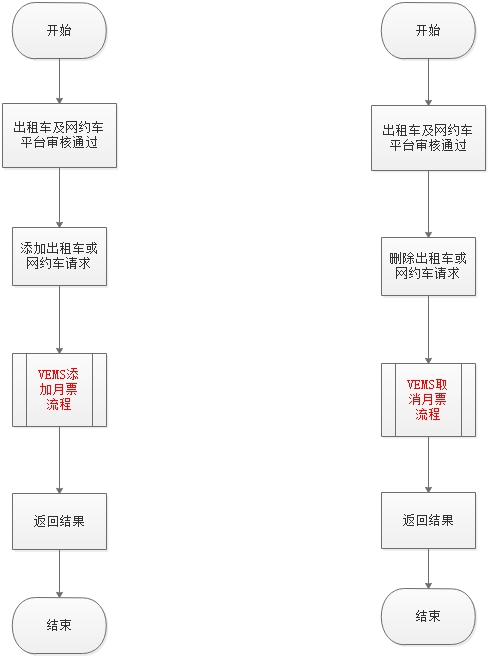 开始
出租车及网约车
平台审核通过
添加出租车或
网约车请求
VEMS添
加月票
流程
返回结果
结束
开始
出租车及网约车
平台审核通过
删除出租车或
网约车请求
VEMS取
消月票
流程
返回结果
结束